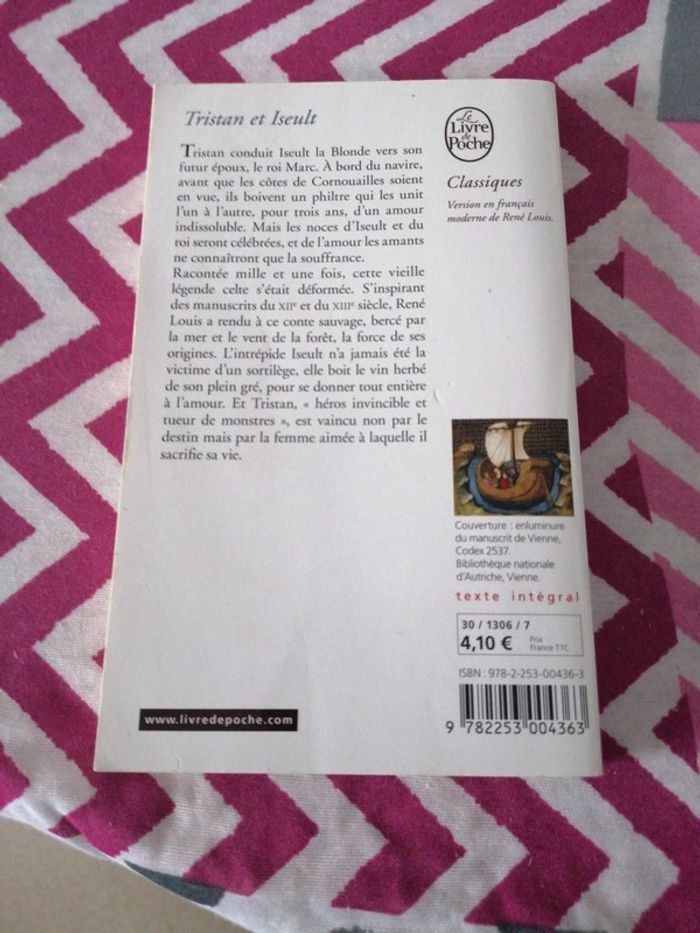 Tristan et Iseult
Tristan conduit Iseult la Blonde vers son
futur époux, le roi Marc. À bord du navire,
avant que les côtes de Cornouailles soient
en vue, ils boivent un philtre qui les unit
l'un à l'autre, pour trois ans, d'un amour
indissoluble. Mais les noces d'Iseult et du
roi seront célébrées, et de l'amour les amants
ne connaîtront que la souffrance.
Racontée mille et une fois, cette vieille
légende celte s'était déformée. S'inspirant
des manuscrits du XIIe et du XIIIe siècle, René
Louis a rendu à ce conte sauvage, bercé par
la mer et le vent de la forêt, la force de ses
origines. L'intrépide Iseult n'a jamais été la
victime d'un sortilège, elle boit le vin herbé
de son plein gré, pour se donner tout entière
à l'amour. Et Tristan, « héros invincible et
tueur de monstres », est vaincu non par le
destin mais par la femme aimée à laquelle il
sacrifie sa vie.
Le
Livre
de
Poche
Classiques
Version en français
moderne de René Louis.
Couverture : enluminure
du manuscrit de Vienne,
Codex 2537.
Bibliothèque nationale
d'Autriche, Vienne.
texte intégral
30 / 1306 / 7
4,10 € Prix
France TTC
ISBN : 978-2-253-00436-3
9 782253 004363
www.livredepoche.com